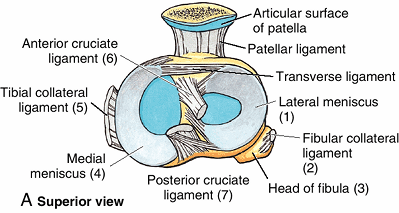 Articular surface
of patella
Anterior cruciate
ligament (6)
Patellar ligament
Transverse ligament
Tibial collateral
ligament (5)
Lateral meniscus
(1)
Fibular collateral
ligament
(2)
Medial
meniscus (4)
Posterior cruciate
ligament (7)
Head of fibula (3)
A Superior view